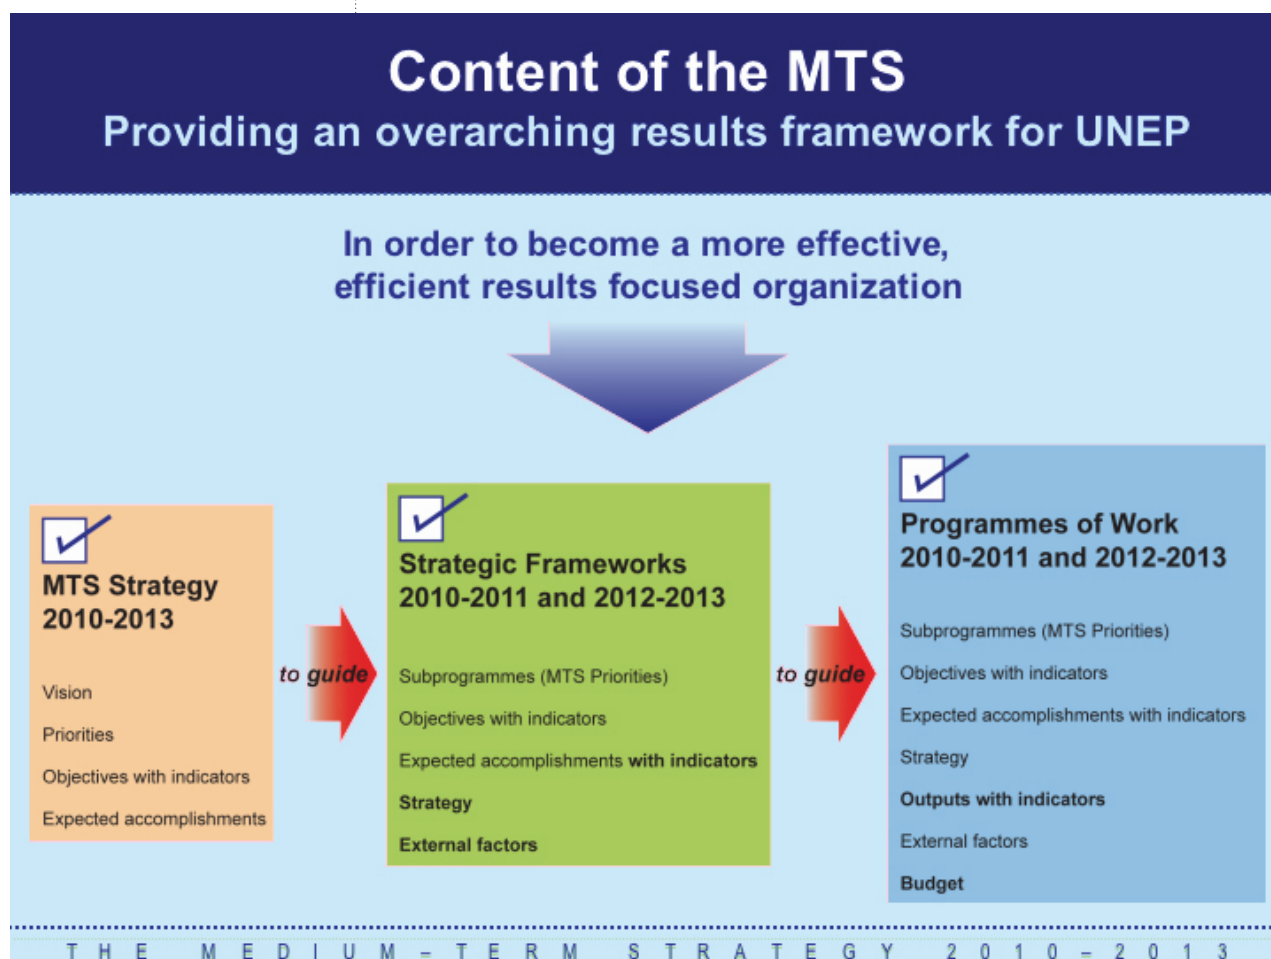 Content of the MTS
Providing an overarching results framework for UNEP
In order to become a more effective,
efficient results focused organization
MTS Strategy
2010-2013
Vision
Priorities
Objectives with indicators
Expected accomplishments
to guide
Strategic Frameworks
2010-2011 and 2012-2013
Subprogrammes (MTS Priorities)
Objectives with indicators
Expected accomplishments with indicators
Strategy
External factors
to guide
Programmes of Work
2010-2011 and 2012-2013
Subprogrammes (MTS Priorities)
Objectives with indicators
Expected accomplishments with indicators
Strategy
Outputs with indicators
External factors
Budget
THE MEDIUM–TERM STRATEGY 2010–2013